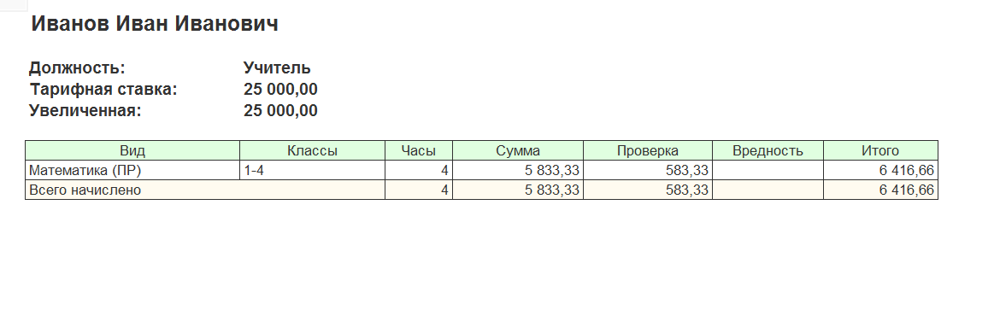 Иванов Иван Иванович
Должность: Учитель
Тарифная ставка: 25 000,00
Увеличенная: 25 000,00
Вид Классы Часы Сумма Проверка Вредность Итого
Математика (ПР) 1-4 4 5 833,33 583,33 6 416,66
Всего начислено 4 5 833,33 583,33 6 416,66